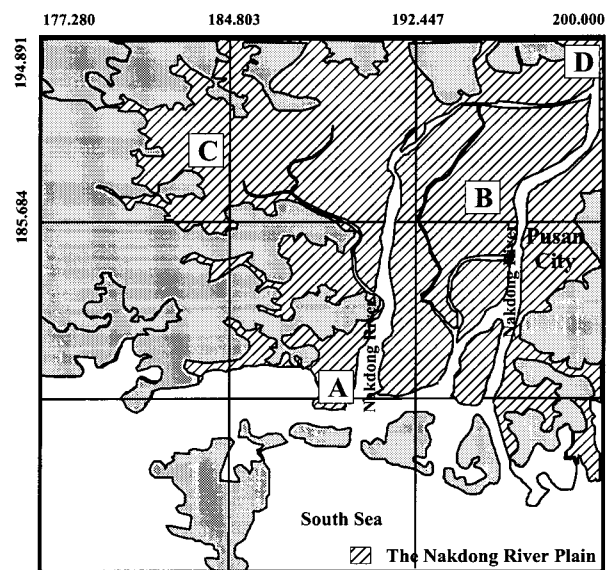 177.280 184.803 192.447 200.000
194.891
D
C
B
185.684
Pusan
City
Nakdong River
Nakdong River
A
South Sea
The Nakdong River Plain